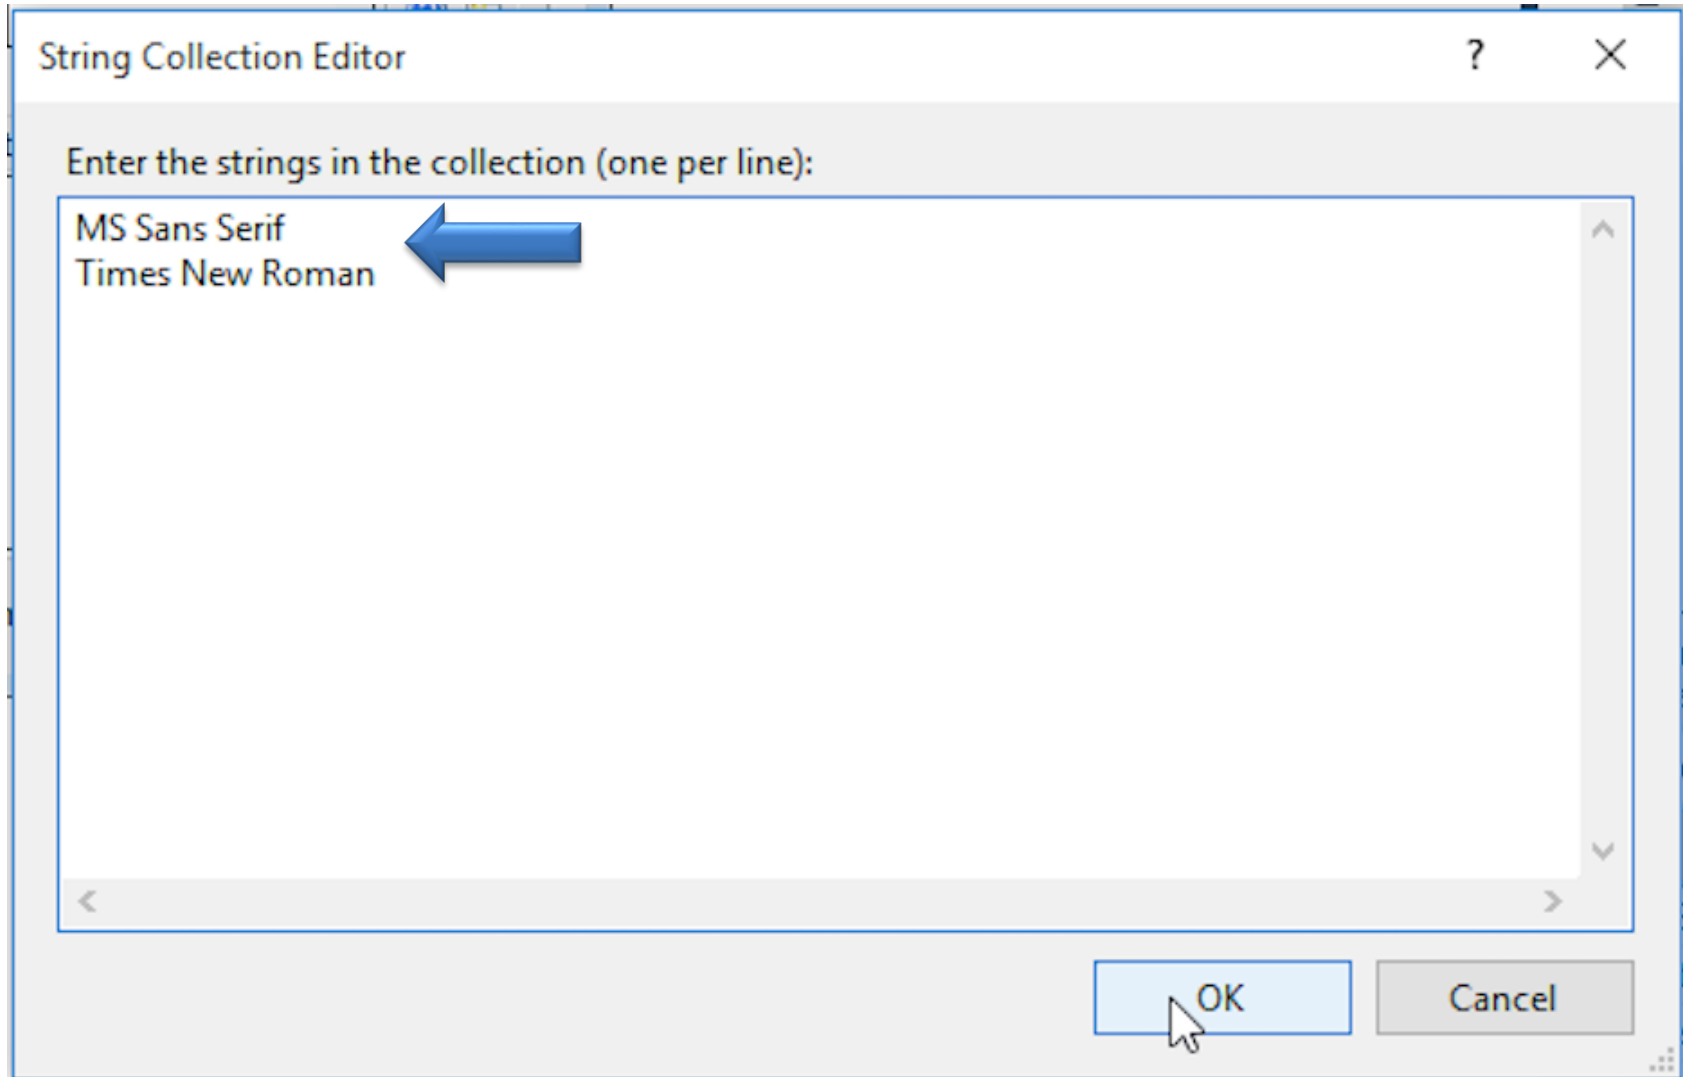 String Collection Editor
?
Enter the strings in the collection (one per line):
MS Sans Serif
Times New Roman
OK
Cancel